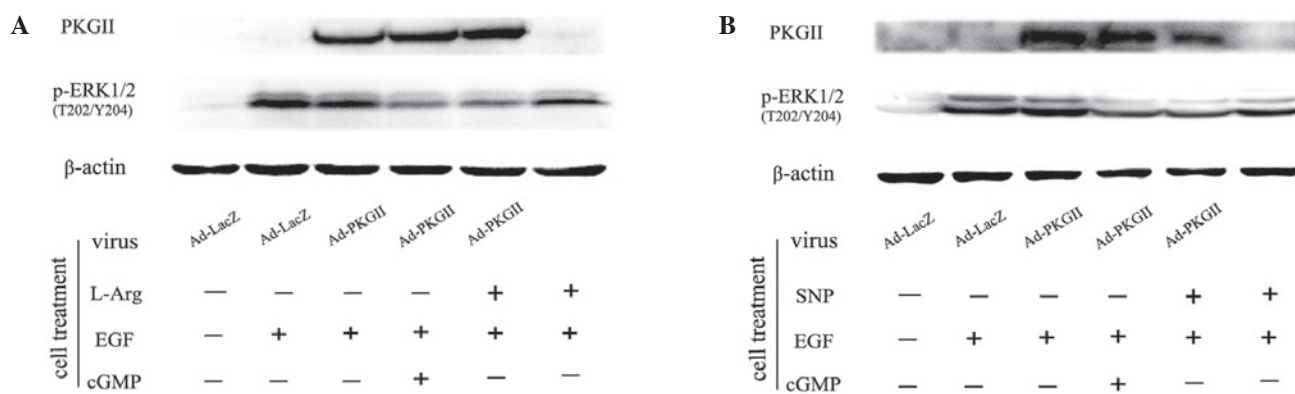 A
PKGII
p-ERK1/2
(T202/Y204)
β-actin
virus Ad-LacZ Ad-LacZ Ad-PKGII Ad-PKGII Ad-PKGII
cell treatment
L-Arg — — — — + +
EGF — + + + + +
cGMP — — — + — —
B
PKGII
p-ERK1/2
(T202/Y204)
β-actin
virus Ad-LacZ Ad-LacZ Ad-PKGII Ad-PKGII Ad-PKGII
cell treatment
SNP — — — — + +
EGF — + + + + +
cGMP — — — + — —